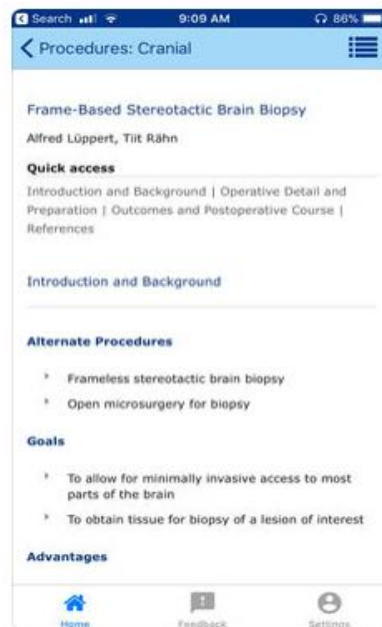 Search 9:09 AM 86%
Procedures: Cranial
Frame-Based Stereotactic Brain Biopsy
Alfred Lüppert, Tiit Rähn
Quick access
Introduction and Background | Operative Detail and
Preparation | Outcomes and Postoperative Course |
References
Introduction and Background
Alternate Procedures
Frameless stereotactic brain biopsy
Open microsurgery for biopsy
Goals
To allow for minimally invasive access to most
parts of the brain
To obtain tissue for biopsy of a lesion of interest
Advantages
Home Feedback Settings